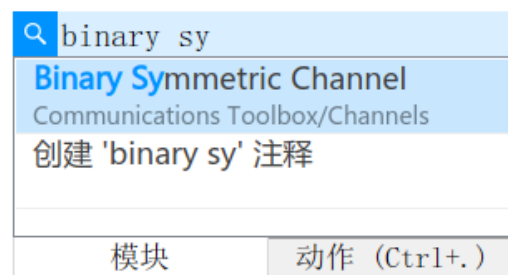 binary sy
Binary Symmetric Channel
Communications Toolbox/Channels
创建 'binary sy' 注释
模块 动作 (Ctrl+.)